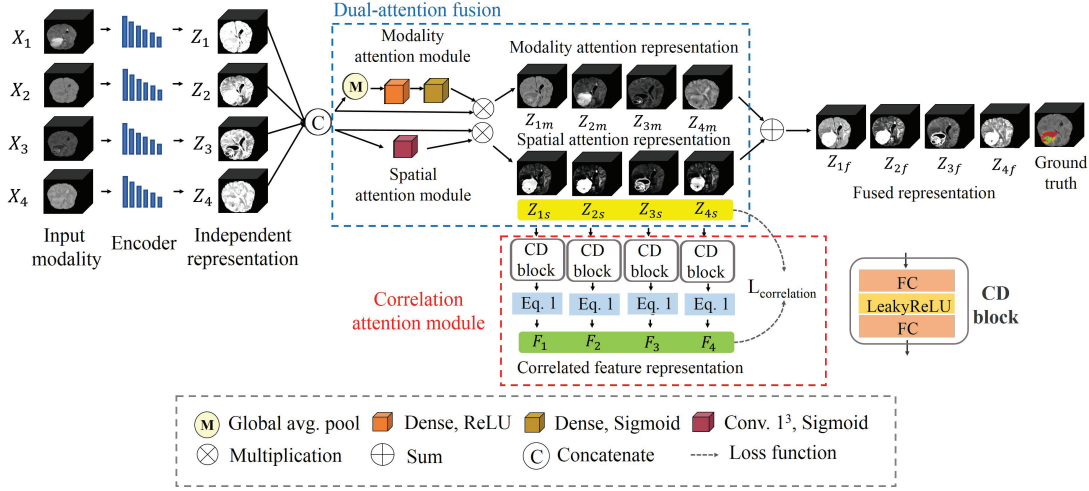 Dual-attention fusion
X₁
Z₁
Modality
attention module
Modality attention representation
M
X₂
Z₂
Z₁ₘ
Z₂ₘ
Z₃ₘ
Z₄ₘ
C
Spatial attention representation
X₃
Z₃
Spatial
attention module
Z₁f
Z₂f
Z₃f
Z₄f
Ground
truth
Fused representation
X₄
Z₄
Z₁ₛ
Z₂ₛ
Z₃ₛ
Z₄ₛ
Input
modality
Encoder
Independent
representation
CD
block
CD
block
CD
block
CD
block
Correlation
attention module
Eq. 1
Eq. 1
Eq. 1
Eq. 1
L correlation
F₁
F₂
F₃
F₄
Correlated feature representation
FC
LeakyReLU
FC
CD
block
M Global avg. pool
Dense, ReLU
Dense, Sigmoid
Conv. 1³, Sigmoid
Multiplication
Sum
C Concatenate
Loss function